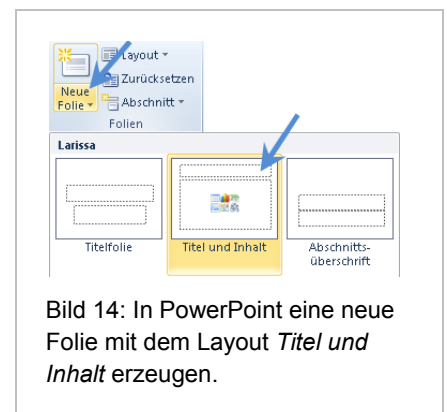 Layout
Zurücksetzen
Neue
Folie
Abschnitt
Folien
Larissa
Titelfolie
Titel und Inhalt
Abschnitts-
überschrift
Bild 14: In PowerPoint eine neue
Folie mit dem Layout Titel und
Inhalt erzeugen.